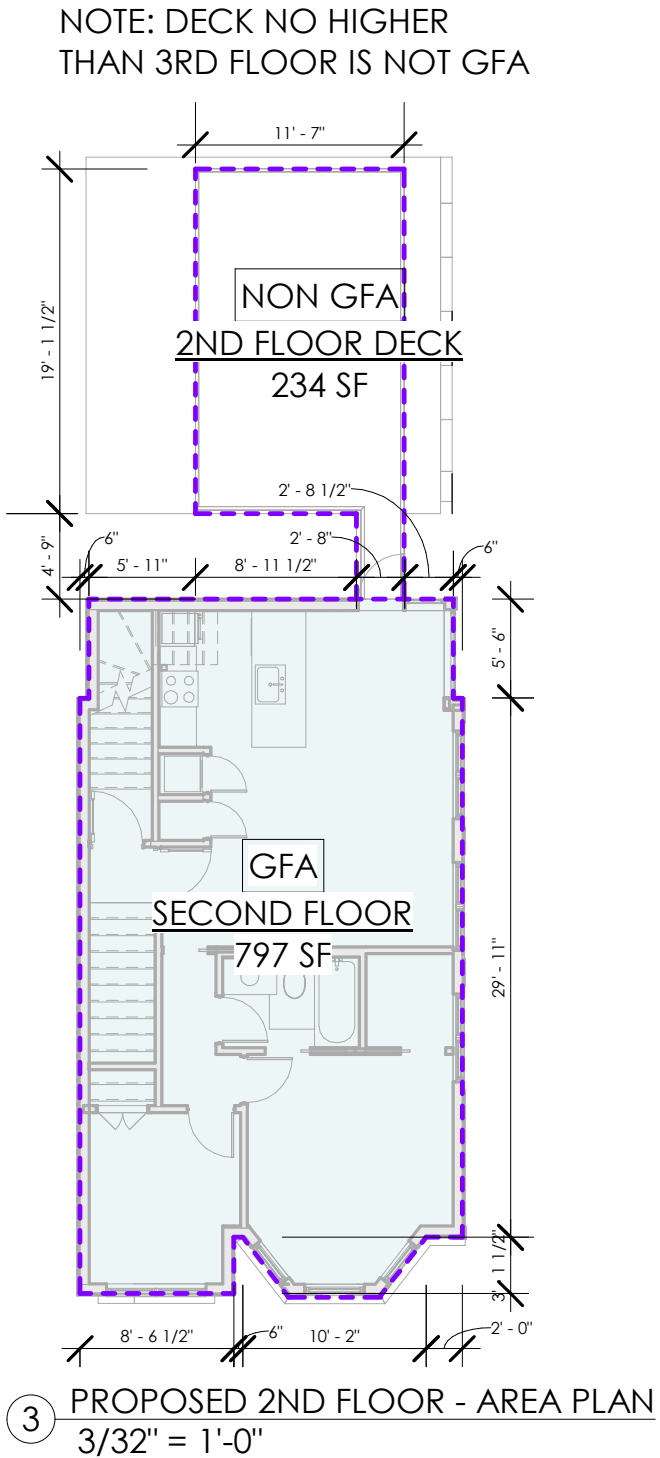 NOTE: DECK NO HIGHER
THAN 3RD FLOOR IS NOT GFA
11' - 7"
19' - 1 1/2"
NON GFA
2ND FLOOR DECK
234 SF
2' - 8 1/2"
4' - 9"
6"
5' - 11"
8' - 11 1/2"
2' - 8"
6"
5' - 6"
GFA
SECOND FLOOR
797 SF
29' - 11"
3' - 1 1/2"
8' - 6 1/2"
6"
10' - 2"
2' - 0"
3
PROPOSED 2ND FLOOR - AREA PLAN
3/32" = 1'-0"